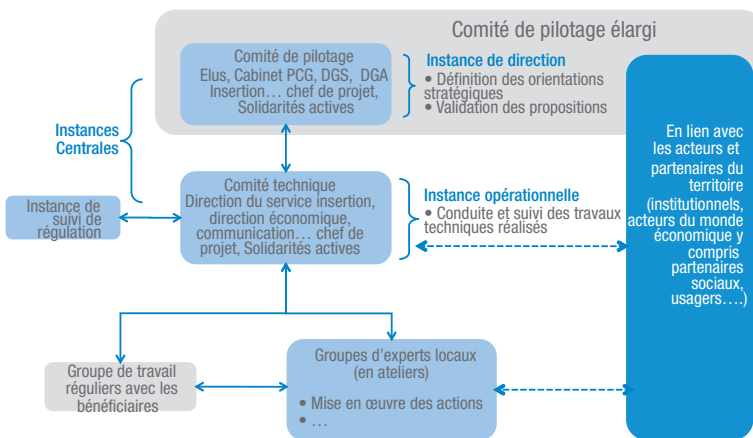 Comité de pilotage élargi
Comité de pilotage
Elus, Cabinet PCG, DGS, DGA
Insertion… chef de projet,
Solidarités actives
Instance de direction
• Définition des orientations
stratégiques
• Validation des propositions
Instances
Centrales
Comité technique
Direction du service insertion,
direction économique,
communication… chef de
projet, Solidarités actives
Instance opérationnelle
• Conduite et suivi des travaux
techniques réalisés
Instance de
suivi de
régulation
En lien avec
les acteurs et
partenaires du
territoire
(institutionnels,
acteurs du monde
économique y
compris
partenaires
sociaux,
usagers….)
Groupe de travail
réguliers avec les
bénéficiaires
Groupes d’experts locaux
(en ateliers)
• Mise en œuvre des actions
• …